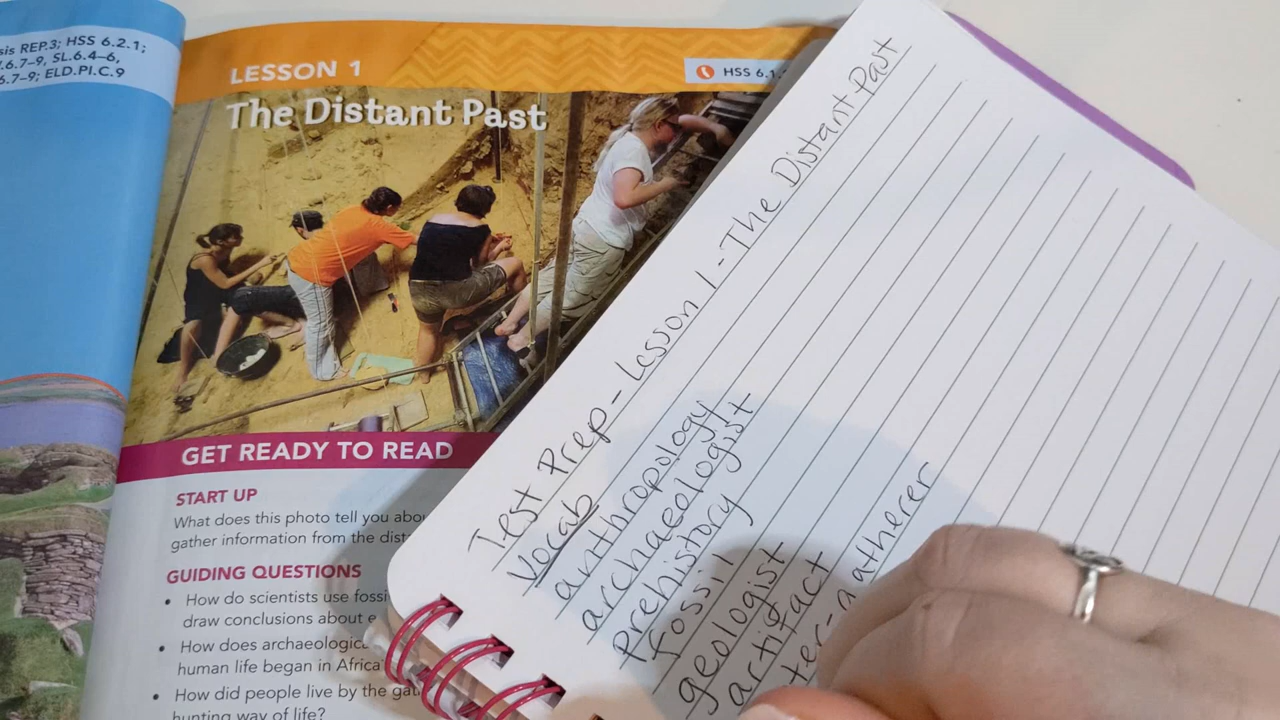 sis REP.3; HSS 6.2.1;
.6.7–9, SL.6.4–6,
6.7–9; ELD.PI.C.9
LESSON 1
HSS 6.1.
The Distant Past
GET READY TO READ
START UP
What does this photo tell you abou
gather information from the dist
GUIDING QUESTIONS
• How do scientists use fossi
draw conclusions about e
• How does archaeologic
human life began in Africa
• How did people live by the gat
hunting way of life?
Test Prep - Lesson 1 - The Distant Past
Vocab
anthropology
archaeologist
prehistory
fossil
geologist
artifact
ter-gatherer